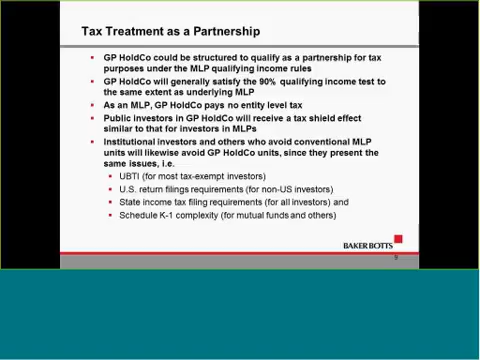 Tax Treatment as a Partnership
▪ GP HoldCo could be structured to qualify as a partnership for tax
purposes under the MLP qualifying income rules
▪ GP HoldCo will generally satisfy the 90% qualifying income test to
the same extent as underlying MLP
▪ As an MLP, GP HoldCo pays no entity level tax
▪ Public investors in GP HoldCo will receive a tax shield effect
similar to that for investors in MLPs
▪ Institutional investors and others who avoid conventional MLP
units will likewise avoid GP HoldCo units, since they present the
same issues, i.e.
▪ UBTI (for most tax-exempt investors)
▪ U.S. return filings requirements (for non-US investors)
▪ State income tax filing requirements (for all investors) and
▪ Schedule K-1 complexity (for mutual funds and others)
BAKER BOTTS
9